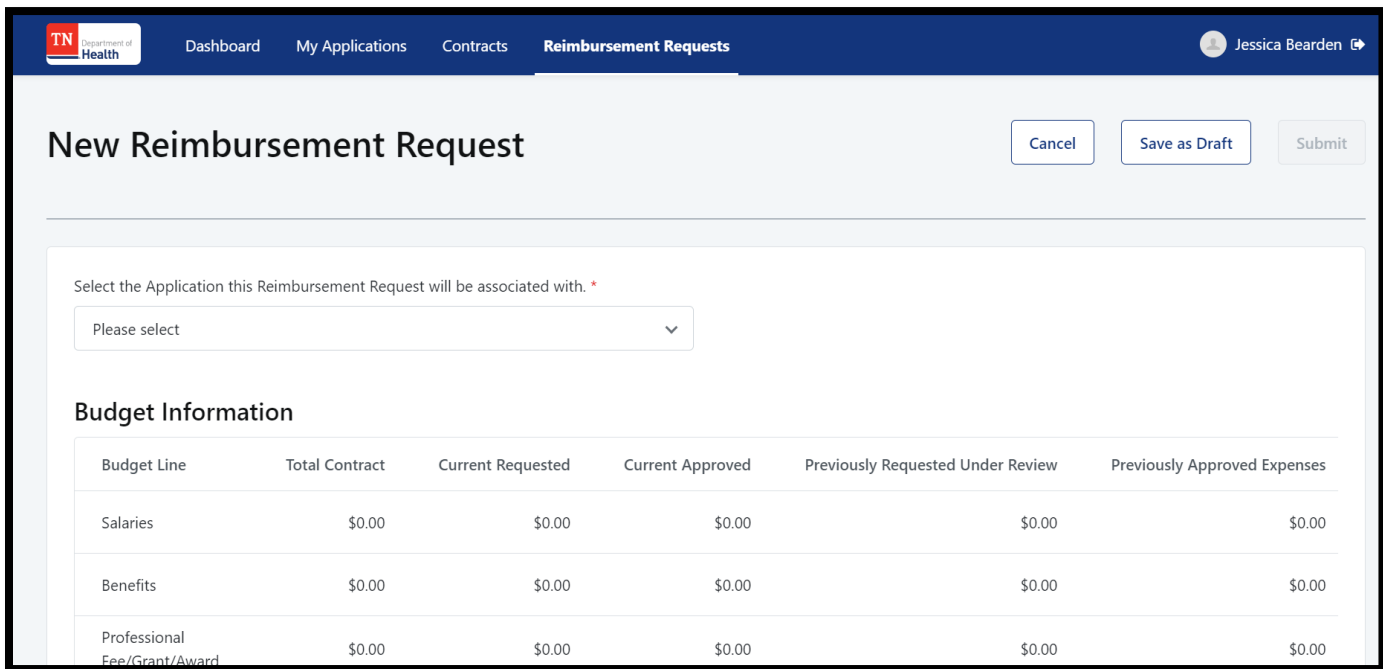 TN Department of Health
Dashboard My Applications Contracts Reimbursement Requests Jessica Bearden
New Reimbursement Request
Cancel Save as Draft Submit
Select the Application this Reimbursement Request will be associated with. *
Please select
Budget Information
Budget Line Total Contract Current Requested Current Approved Previously Requested Under Review Previously Approved Expenses
Salaries $0.00 $0.00 $0.00 $0.00 $0.00
Benefits $0.00 $0.00 $0.00 $0.00 $0.00
Professional
Fee/Grant/Award $0.00 $0.00 $0.00 $0.00 $0.00